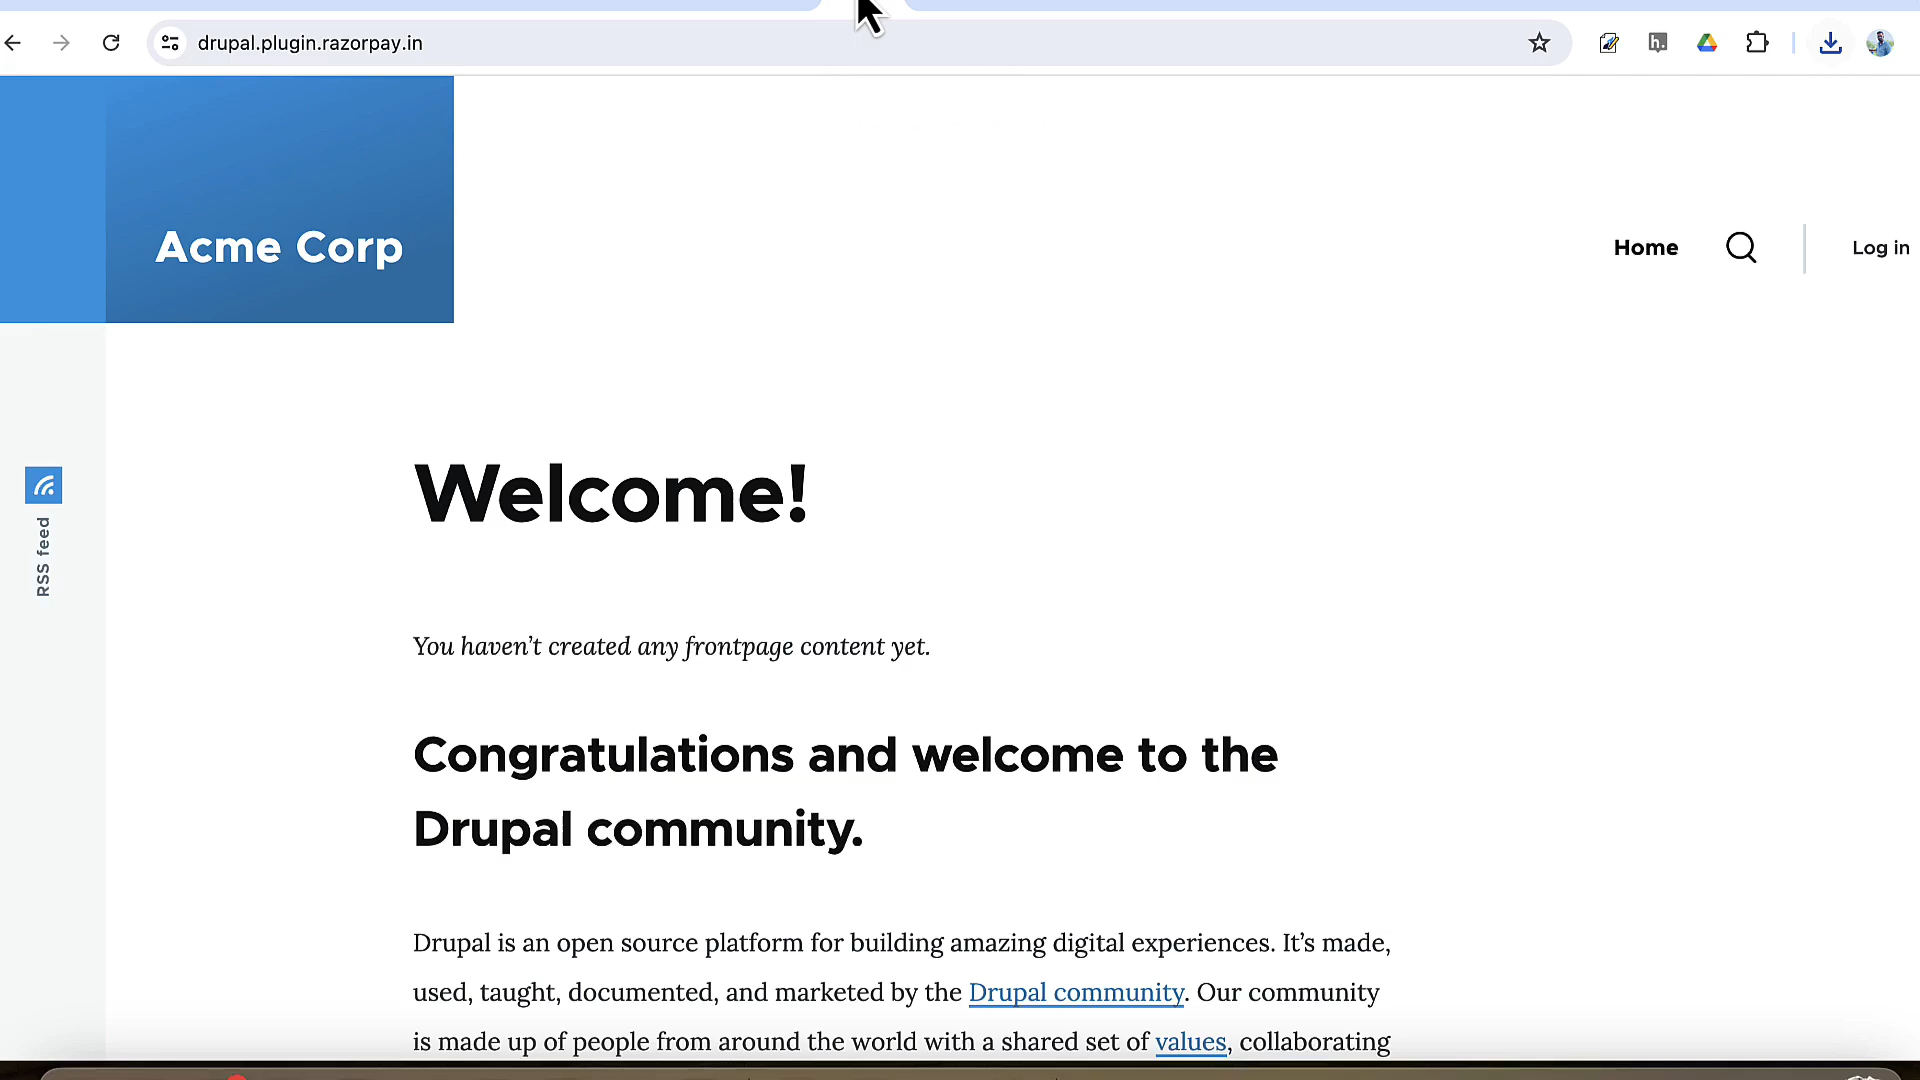 drupal.plugin.razorpay.in
h.
Acme Corp
Home
Log in
RSS feed
Welcome!
You haven’t created any frontpage content yet.
Congratulations and welcome to the
Drupal community.
Drupal is an open source platform for building amazing digital experiences. It’s made,
used, taught, documented, and marketed by the Drupal community. Our community
is made up of people from around the world with a shared set of values, collaborating